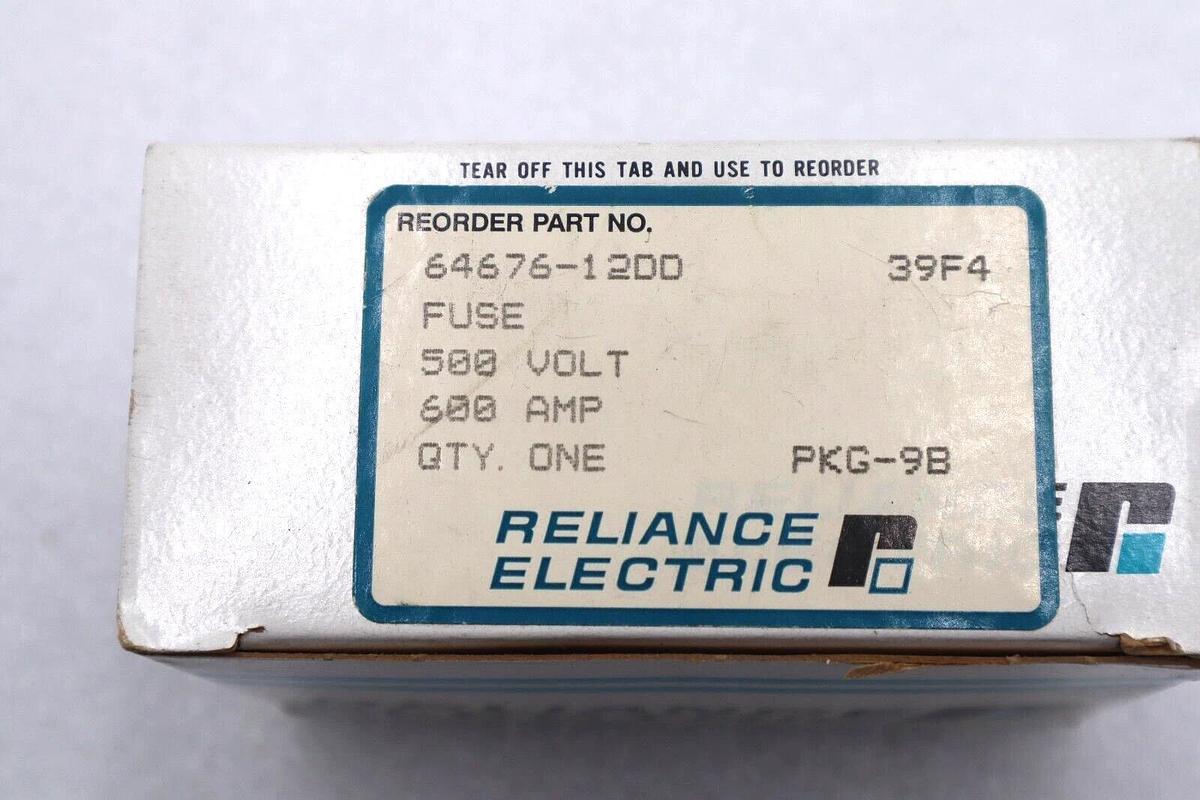 TEAR OFF THIS TAB AND USE TO REORDER
REORDER PART NO.
64676-12DD 39F4
FUSE
500 VOLT
600 AMP
QTY. ONE PKG-9B
RELIANCE
ELECTRIC